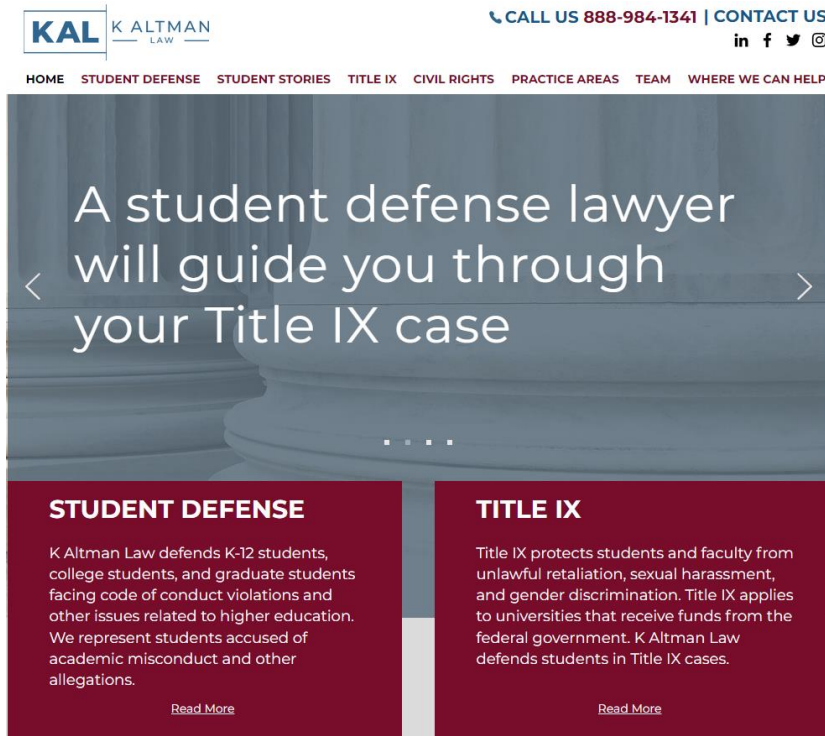 KAL K ALTMAN
LAW
CALL US 888-984-1341 | CONTACT US
HOME STUDENT DEFENSE STUDENT STORIES TITLE IX CIVIL RIGHTS PRACTICE AREAS TEAM WHERE WE CAN HELP
A student defense lawyer
will guide you through
your Title IX case
STUDENT DEFENSE
K Altman Law defends K-12 students,
college students, and graduate students
facing code of conduct violations and
other issues related to higher education.
We represent students accused of
academic misconduct and other
allegations.
Read More
TITLE IX
Title IX protects students and faculty from
unlawful retaliation, sexual harassment,
and gender discrimination. Title IX applies
to universities that receive funds from the
federal government. K Altman Law
defends students in Title IX cases.
Read More